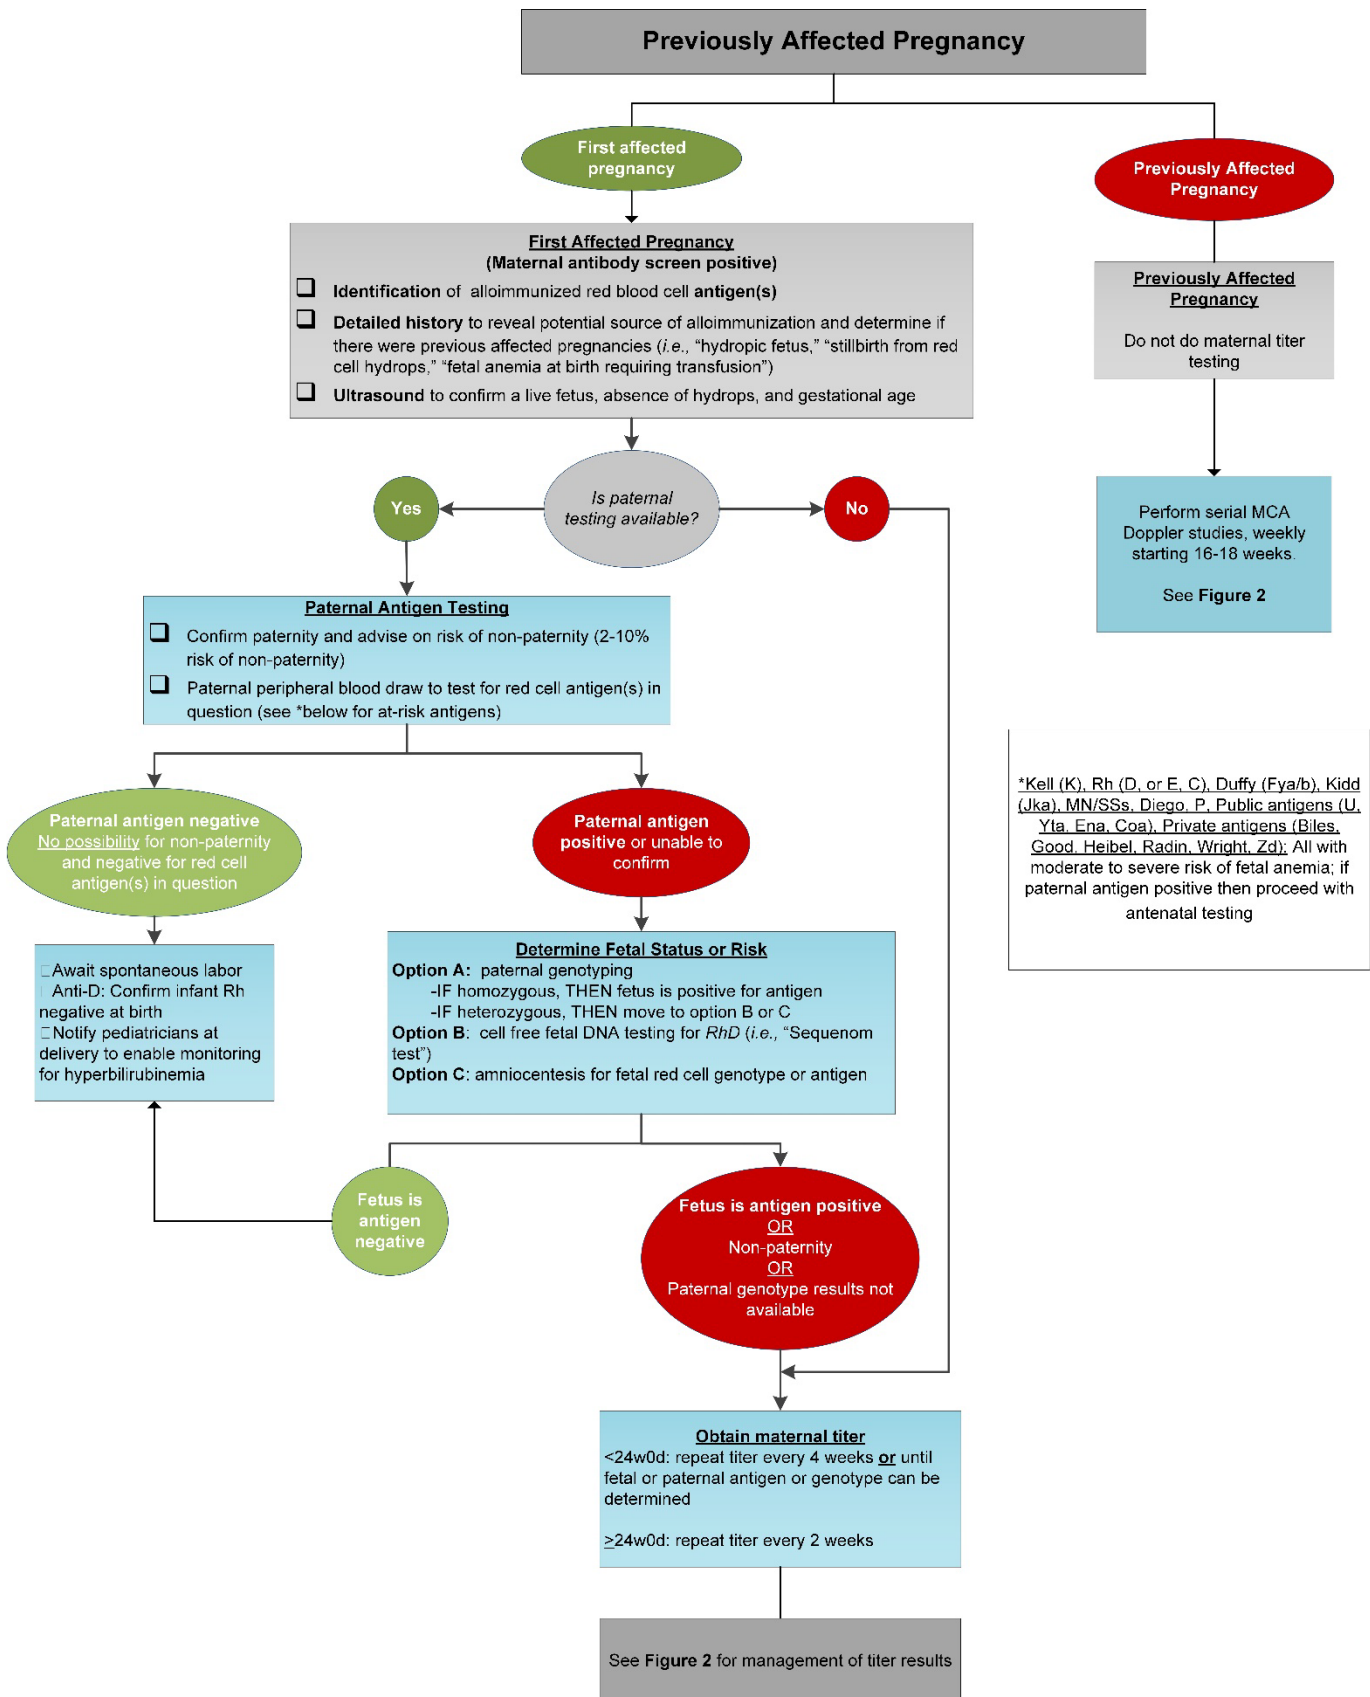 Previously Affected Pregnancy
First affected
pregnancy
Previously Affected
Pregnancy
First Affected Pregnancy
(Maternal antibody screen positive)
❑ Identification of alloimmunized red blood cell antigen(s)
❑ Detailed history to reveal potential source of alloimmunization and determine if
there were previous affected pregnancies (i.e., “hydropic fetus,” “stillbirth from red
cell hydrops,” “fetal anemia at birth requiring transfusion”)
❑ Ultrasound to confirm a live fetus, absence of hydrops, and gestational age
Previously Affected
Pregnancy
Do not do maternal titer
testing
Is paternal
testing available?
Yes
No
Perform serial MCA
Doppler studies, weekly
starting 16-18 weeks.
See Figure 2
Paternal Antigen Testing
❑ Confirm paternity and advise on risk of non-paternity (2-10%
risk of non-paternity)
❑ Paternal peripheral blood draw to test for red cell antigen(s) in
question (see *below for at-risk antigens)
*Kell (K), Rh (D, or E, C), Duffy (Fya/b), Kidd
(Jka), MN/SSs, Diego, P, Public antigens (U,
Yta, Ena, Coa), Private antigens (Biles,
Good, Heibel, Radin, Wright, Zd): All with
moderate to severe risk of fetal anemia; if
paternal antigen positive then proceed with
antenatal testing
Paternal antigen negative
No possibility for non-paternity
and negative for red cell
antigen(s) in question
Paternal antigen
positive or unable to
confirm
□Await spontaneous labor
□Anti-D: Confirm infant Rh
negative at birth
□Notify pediatricians at
delivery to enable monitoring
for hyperbilirubinemia
Determine Fetal Status or Risk
Option A: paternal genotyping
-IF homozygous, THEN fetus is positive for antigen
-IF heterozygous, THEN move to option B or C
Option B: cell free fetal DNA testing for RhD (i.e., “Sequenom
test”)
Option C: amniocentesis for fetal red cell genotype or antigen
Fetus is
antigen
negative
Fetus is antigen positive
OR
Non-paternity
OR
Paternal genotype results not
available
Obtain maternal titer
<24w0d: repeat titer every 4 weeks or until
fetal or paternal antigen or genotype can be
determined
≥24w0d: repeat titer every 2 weeks
See Figure 2 for management of titer results